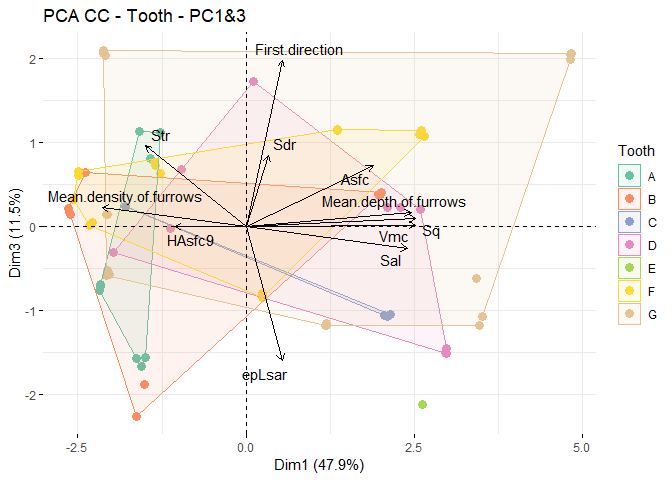 PCA CC - Tooth - PC1&3
First.direction
Str
Sdr
Asfc
Mean.density.of.furrows
Mean.depth.of.furrows
HAsfc9
Vmc
Sq
Sal
epLsar
2
1
0
-1
-2
Dim3 (11.5%)
-2.5
0.0
2.5
5.0
Dim1 (47.9%)
Tooth
A
B
C
D
E
F
G